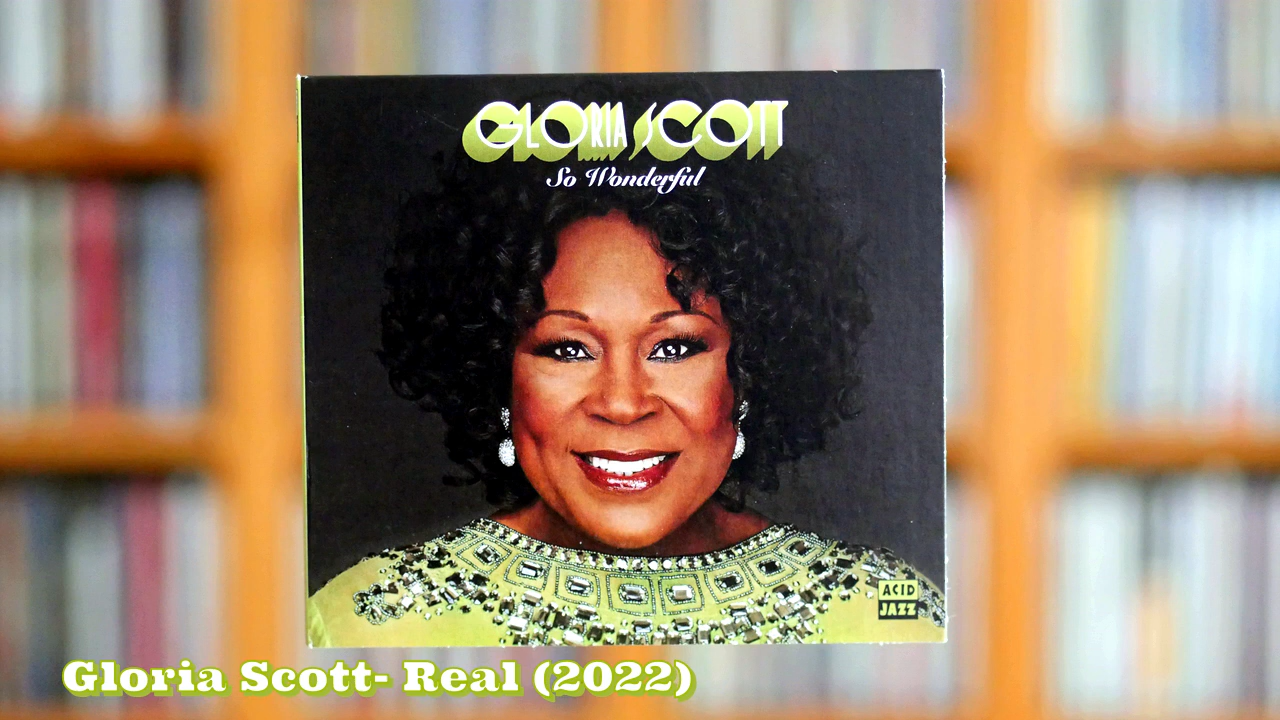 GLORIA SCOTT
So Wonderful
ACID
JAZZ
Gloria Scott- Real (2022)